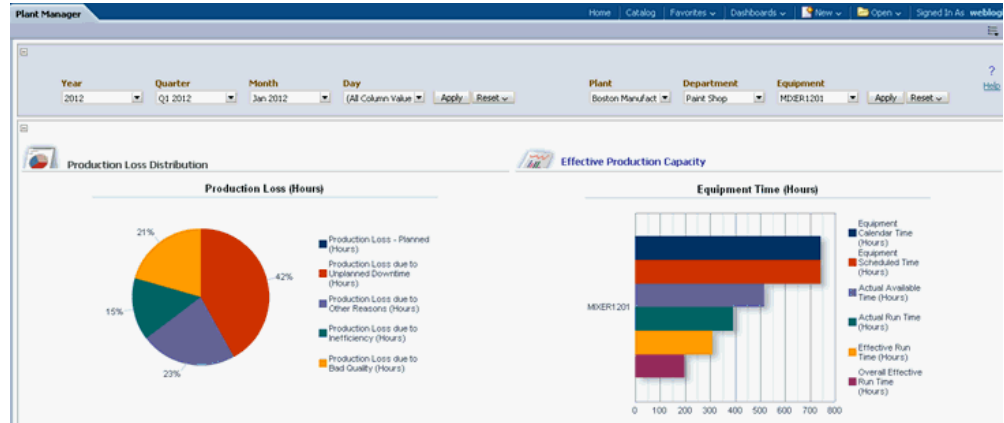 Plant Manager
Home Catalog Favorites Dashboards New Open Signed In As weblog
Year Quarter Month Day Plant Department Equipment
2012 Q1 2012 Jan 2012 (All Column Value Apply Reset Boston Manufact Paint Shop MIXER1201 Apply Reset
?
Help
Production Loss Distribution
Production Loss (Hours)
21%
42%
15%
23%
Production Loss - Planned
(Hours)
Production Loss due to
Unplanned Downtime
(Hours)
Production Loss due to
Other Reasons (Hours)
Production Loss due to
Inefficiency (Hours)
Production Loss due to
Bad Quality (Hours)
Effective Production Capacity
Equipment Time (Hours)
MIXER1201
0 100 200 300 400 500 600 700 800
Equipment
Calendar Time
(Hours)
Equipment
Scheduled Time
(Hours)
Actual Available
Time (Hours)
Actual Run Time
(Hours)
Effective Run
Time (Hours)
Overall Effective
Run Time
(Hours)